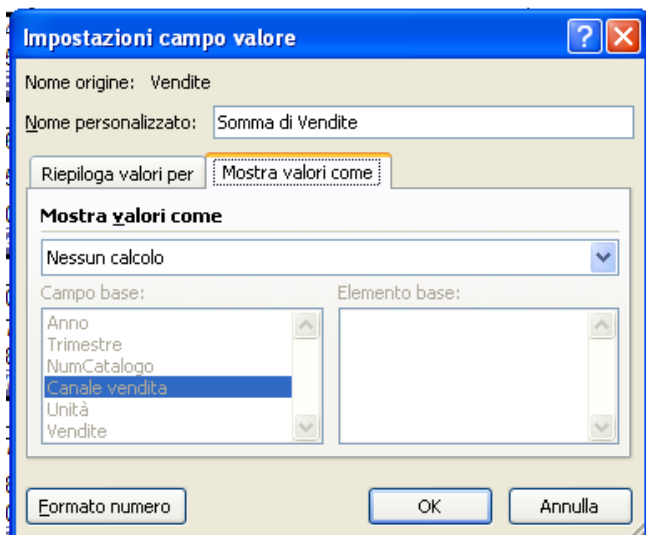 Impostazioni campo valore
Nome origine: Vendite
Nome personalizzato: Somma di Vendite
Riepiloga valori per Mostra valori come
Mostra valori come
Nessun calcolo
Campo base: Elemento base:
Anno
Trimestre
NumCatalogo
Canale vendita
Unità
Vendite
Formato numero OK Annulla